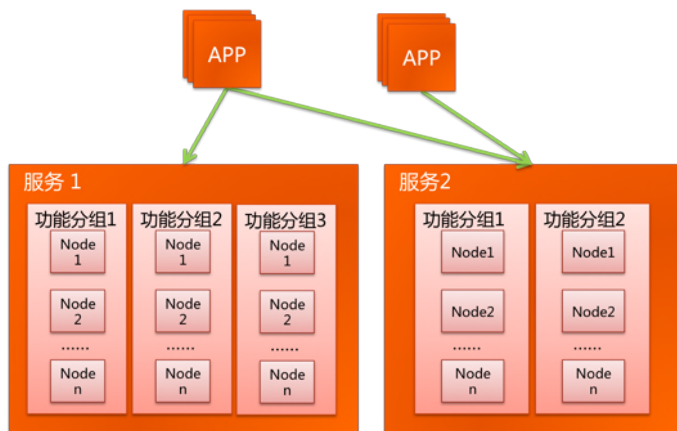 APP
APP
服务 1
功能分组1
Node
1
Node
2
......
Node
n
功能分组2
Node
1
Node
2
......
Node
n
功能分组3
Node
1
Node
2
......
Node
n
服务2
功能分组1
Node1
Node2
......
Node
n
功能分组2
Node1
Node2
......
Node
n